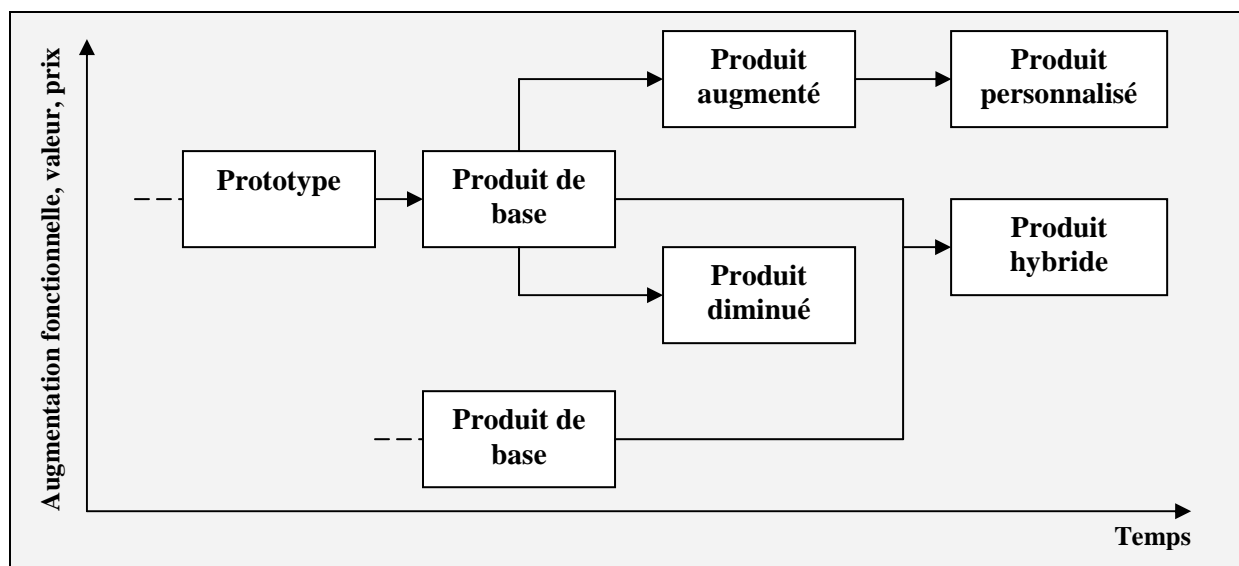 Augmentation fonctionnelle, valeur, prix
Produit
augmenté
Produit
personnalisé
Prototype
Produit de
base
Produit
hybride
Produit
diminué
Produit de
base
Temps